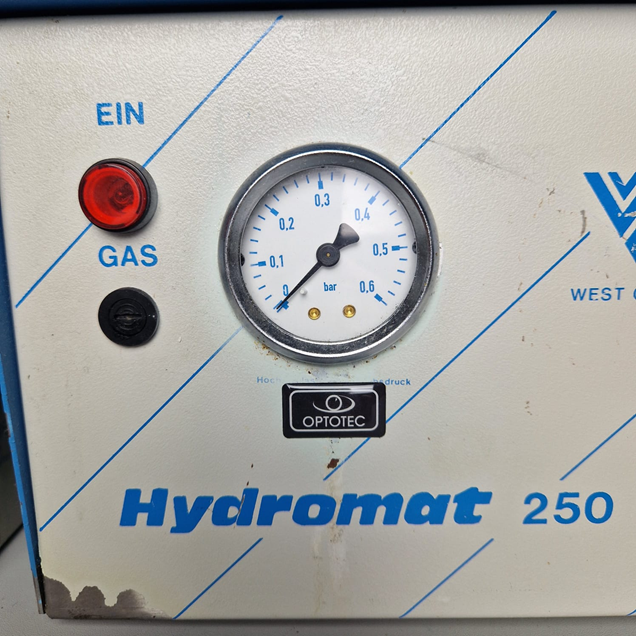 EIN
GAS
0,3
0,2
0,4
0,1
0,5
0
bar
0,6
WEST
druck
OPTOTEC
Hydromat 250